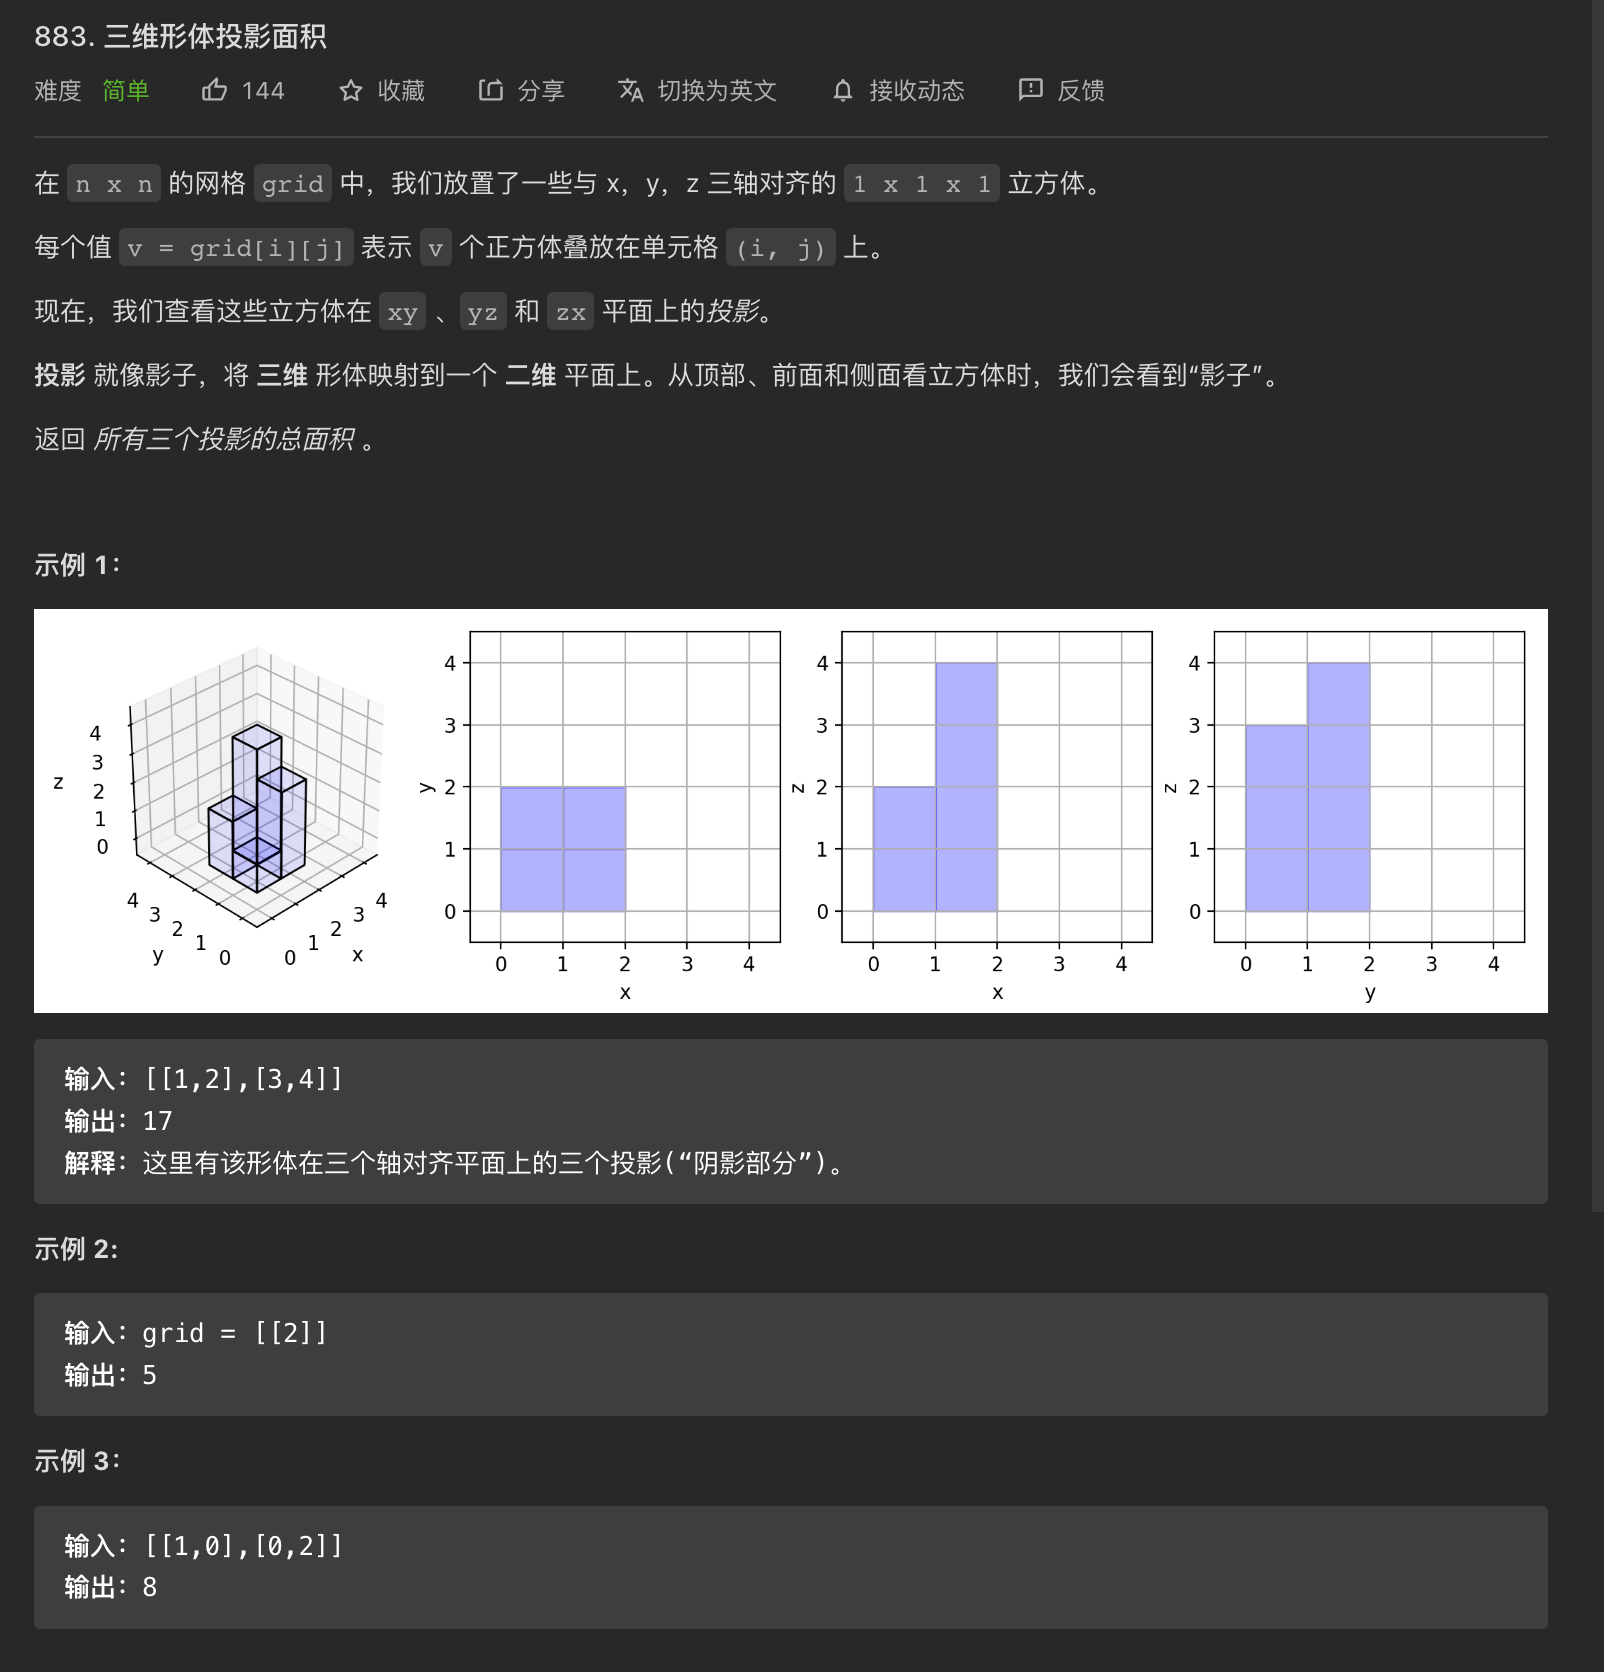 883. 三维形体投影面积
难度 简单 144 收藏 分享 切换为英文 接收动态 反馈
在 n x n 的网格 grid 中，我们放置了一些与 x，y，z 三轴对齐的 1 x 1 x 1 立方体。
每个值 v = grid[i][j] 表示 v 个正方体叠放在单元格 (i, j) 上。
现在，我们查看这些立方体在 xy 、yz 和 zx 平面上的投影。
投影 就像影子，将 三维 形体映射到一个 二维 平面上。从顶部、前面和侧面看立方体时，我们会看到“影子”。
返回 所有三个投影的总面积 。
示例 1：
z
4
3
2
1
0
4 3 2 1 0
y
0 1 2 3 4
x
y
4
3
2
1
0
0 1 2 3 4
x
z
4
3
2
1
0
0 1 2 3 4
x
z
4
3
2
1
0
0 1 2 3 4
y
输入：[[1,2],[3,4]]
输出：17
解释：这里有该形体在三个轴对齐平面上的三个投影(“阴影部分”)。
示例 2:
输入：grid = [[2]]
输出：5
示例 3：
输入：[[1,0],[0,2]]
输出：8